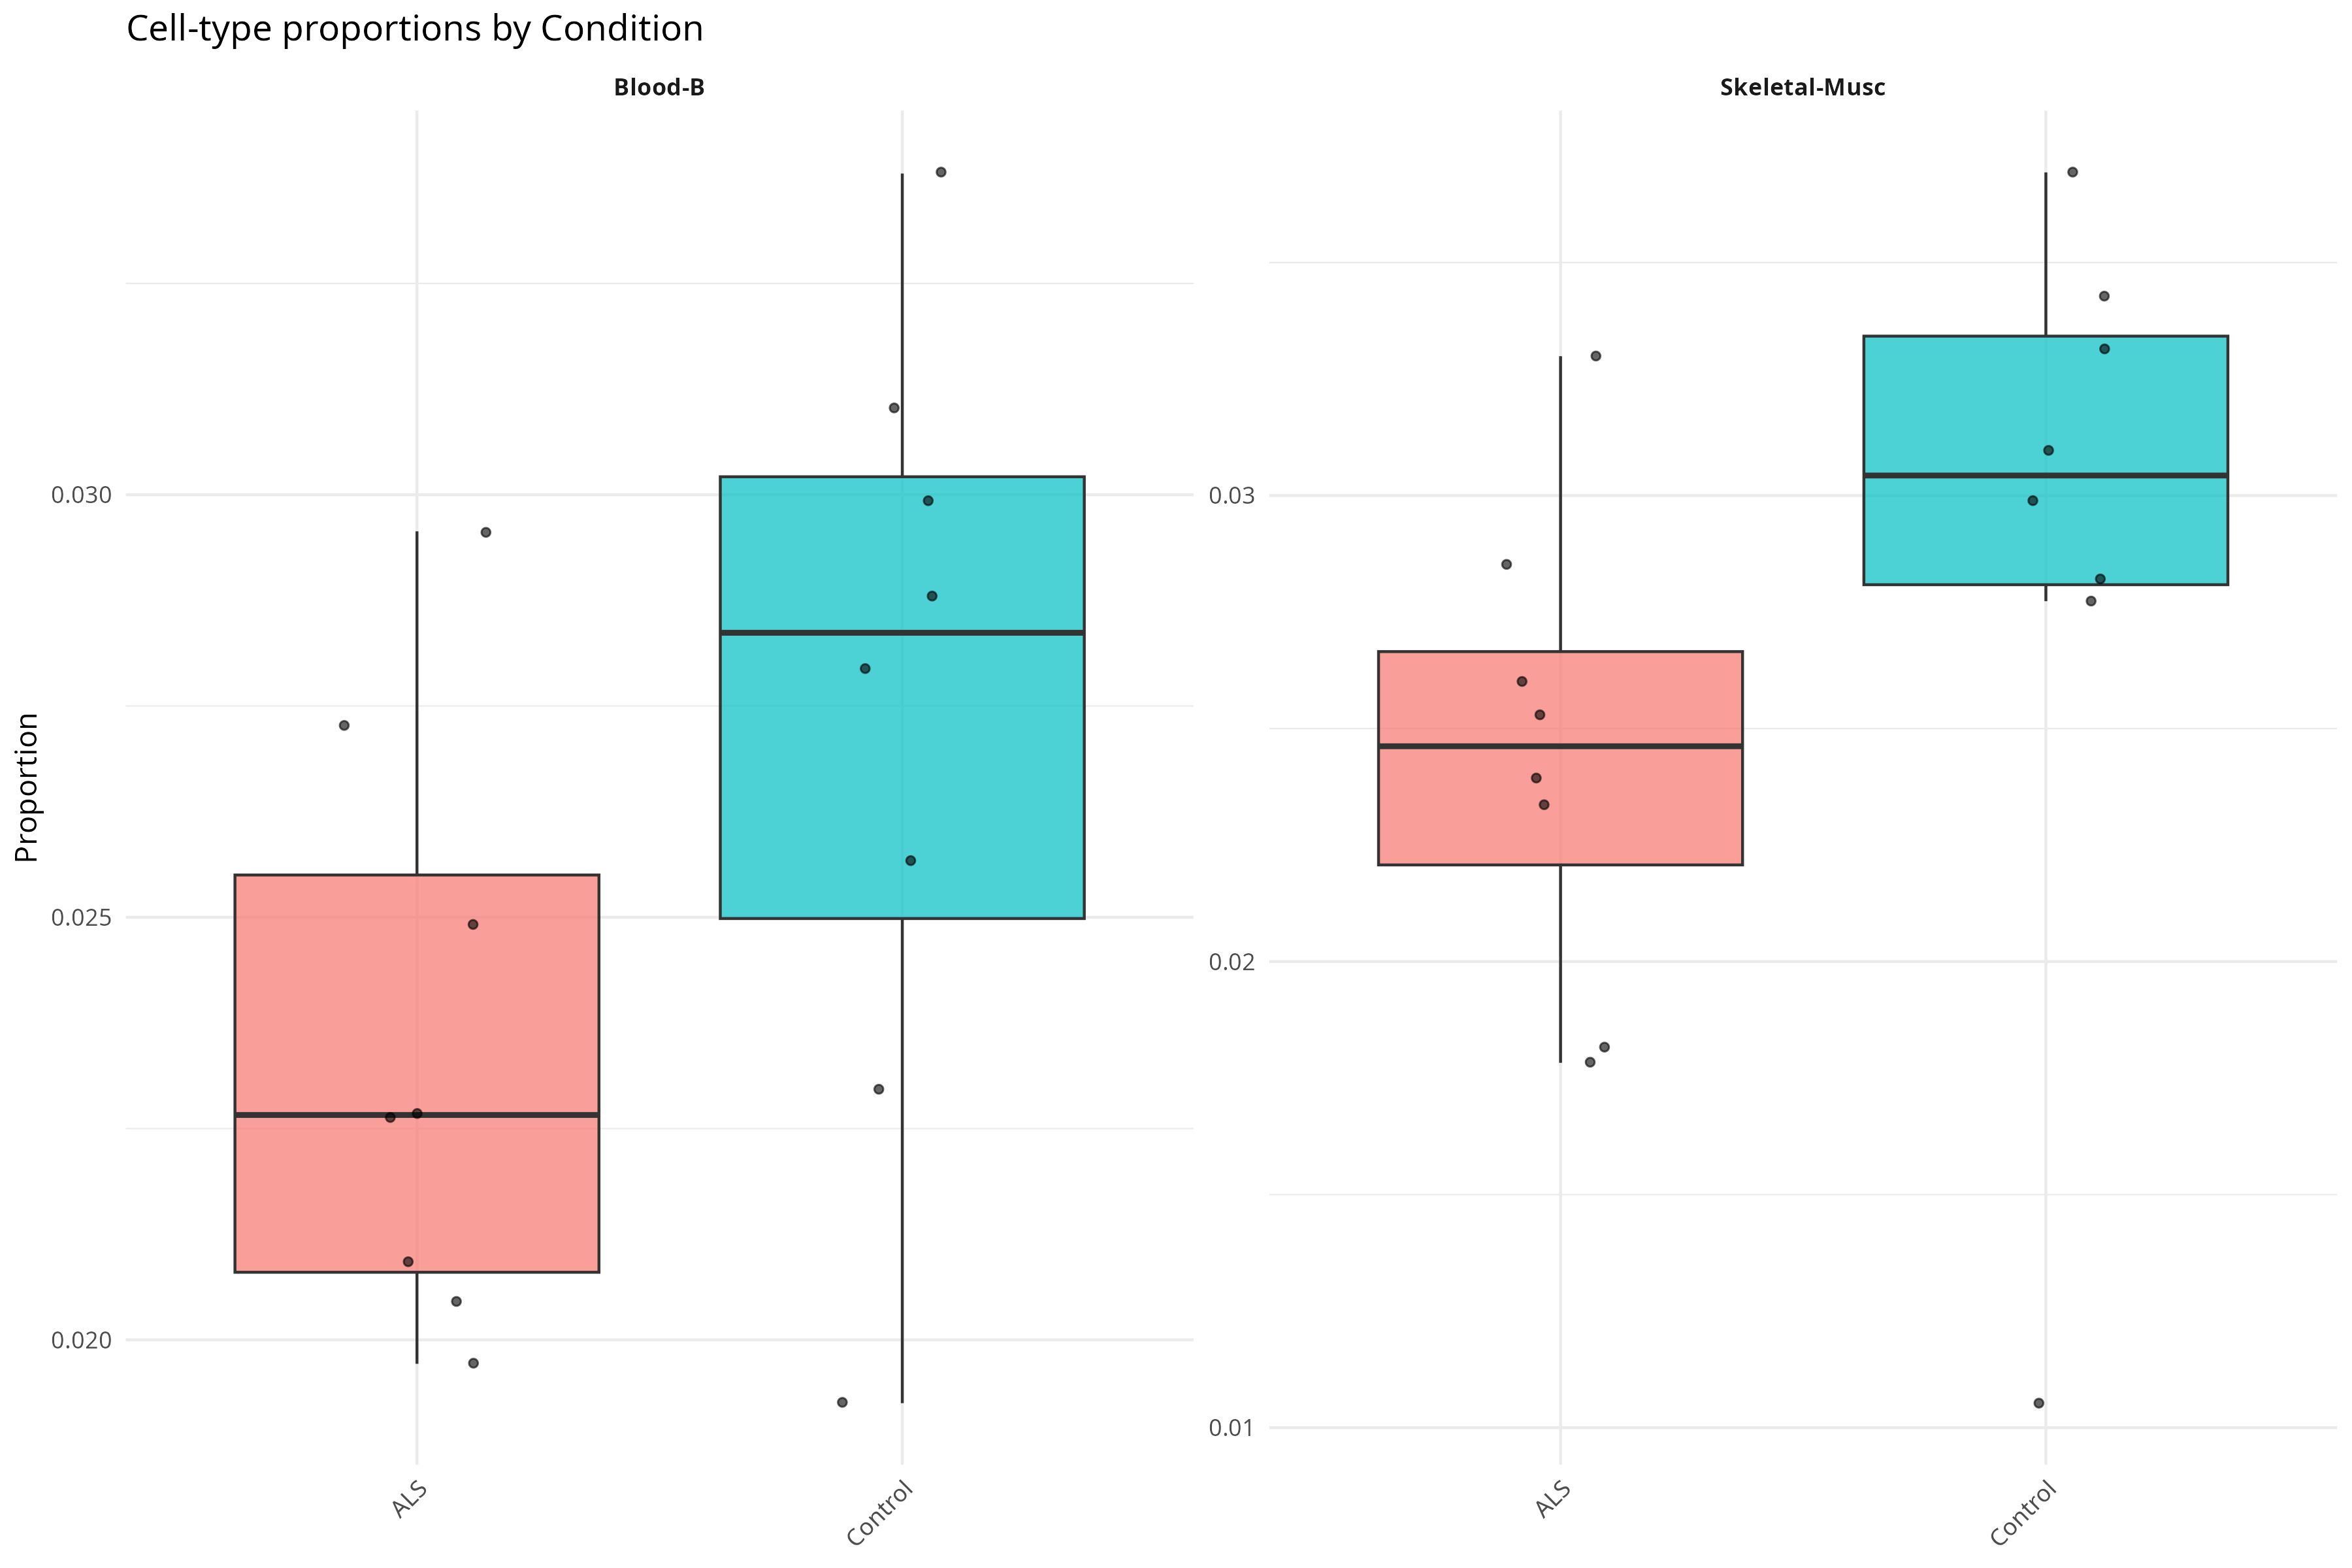 Cell-type proportions by Condition
Blood-B
Skeletal-Musc
Proportion
0.030
0.025
0.020
0.03
0.02
0.01
ALS
Control
ALS
Control